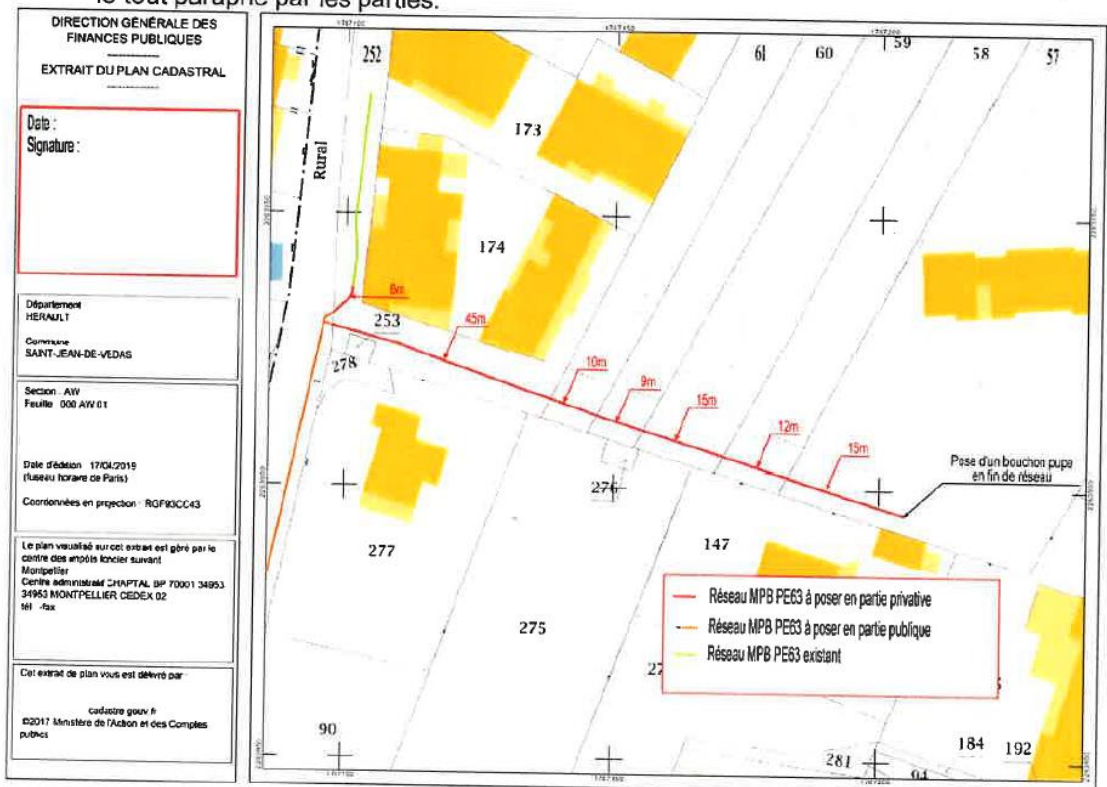 le tout paraphé par les parties.
DIRECTION GÉNÉRALE DES
FINANCES PUBLIQUES
EXTRAIT DU PLAN CADASTRAL
Date :
Signature :
Département
HERAULT
Commune
SAINT-JEAN-DE-VEDAS
Section : AW
Feuille : 000 AW 01
Date d'édition : 17/04/2019
(fuseau horaire de Paris)
Coordonnées en projection : RGF93CC43
Le plan visualisé sur cet extrait est géré par le
centre des impôts foncier suivant
Montpellier
Centre administratif CHAPTAL BP 70001 34953
34953 MONTPELLIER CEDEX 02
tél -fax
Cet extrait de plan vous est délivré par
cadastre.gouv.fr
©2017 Ministère de l'Action et des Comptes
publics
252
61
60
59
58
57
173
Rural
174
6m
253
45m
278
10m
9m
15m
12m
15m
Pose d'un bouchon pupe
en fin de réseau
276
277
147
275
Réseau MPB PE63 à poser en partie privative
Réseau MPB PE63 à poser en partie publique
Réseau MPB PE63 existant
90
281
184
192